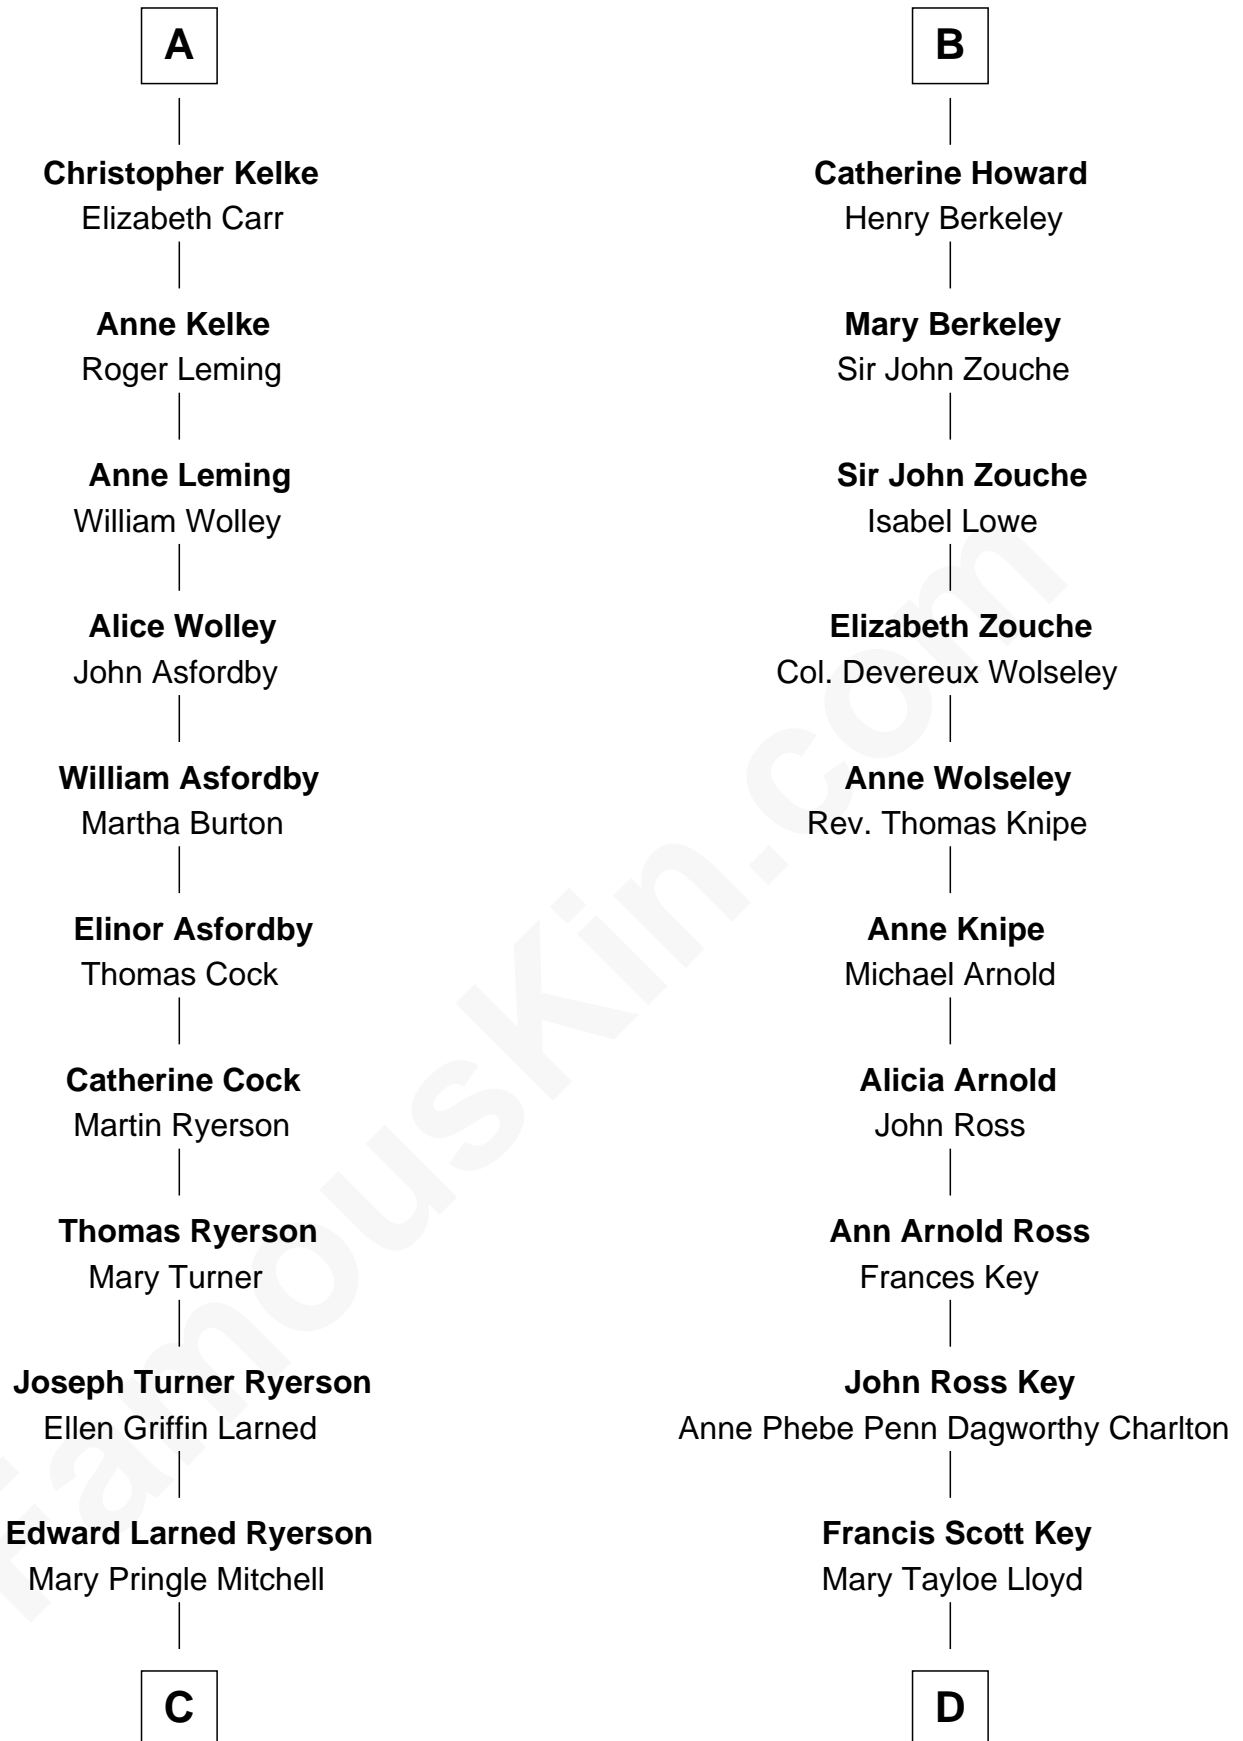 A
Christopher Kelke
Elizabeth Carr
Anne Kelke
Roger Leming
Anne Leming
William Wolley
Alice Wolley
John Asfordby
William Asfordby
Martha Burton
Elinor Asfordby
Thomas Cock
Catherine Cock
Martin Ryerson
Thomas Ryerson
Mary Turner
Joseph Turner Ryerson
Ellen Griffin Larned
Edward Larned Ryerson
Mary Pringle Mitchell
C
B
Catherine Howard
Henry Berkeley
Mary Berkeley
Sir John Zouche
Sir John Zouche
Isabel Lowe
Elizabeth Zouche
Col. Devereux Wolseley
Anne Wolseley
Rev. Thomas Knipe
Anne Knipe
Michael Arnold
Alicia Arnold
John Ross
Ann Arnold Ross
Frances Key
John Ross Key
Anne Phebe Penn Dagworthy Charlton
Francis Scott Key
Mary Tayloe Lloyd
D
FamousKin.com